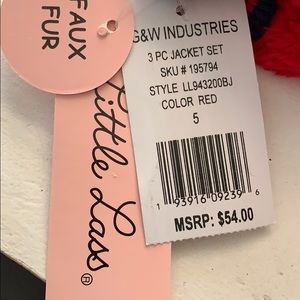 FAUX
FUR
Little Lass®
G&W INDUSTRIES
3 PC JACKET SET
SKU # 195794
STYLE LL943200BJ
COLOR RED
5
1 93916 09239 6
MSRP: $54.00